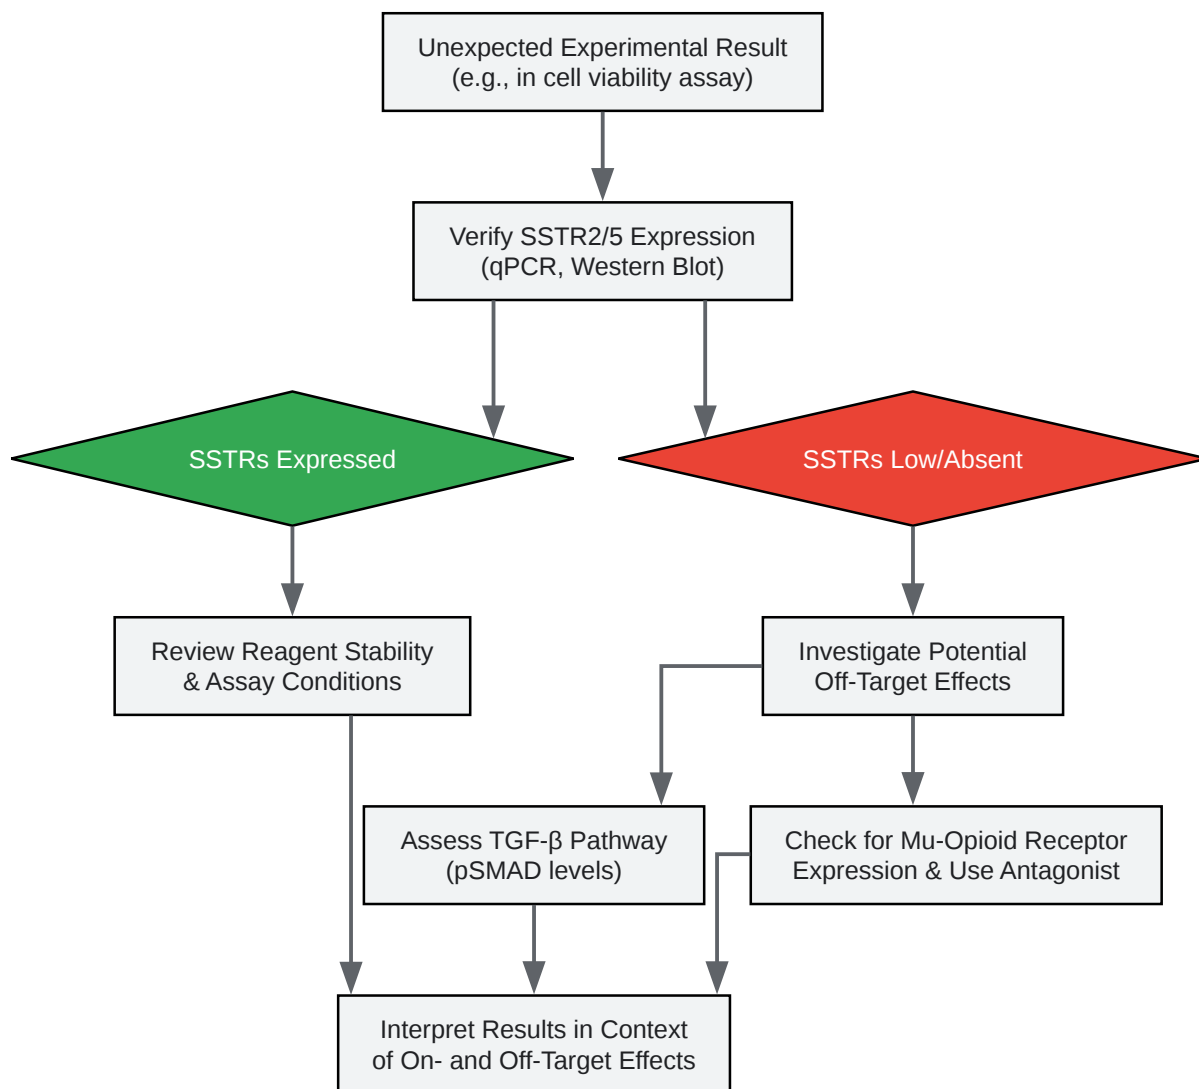 Unexpected Experimental Result
(e.g., in cell viability assay)
Verify SSTR2/5 Expression
(qPCR, Western Blot)
SSTRs Expressed
SSTRs Low/Absent
Review Reagent Stability
& Assay Conditions
Investigate Potential
Off-Target Effects
Assess TGF-β Pathway
(pSMAD levels)
Check for Mu-Opioid Receptor
Expression & Use Antagonist
Interpret Results in Context
of On- and Off-Target Effects